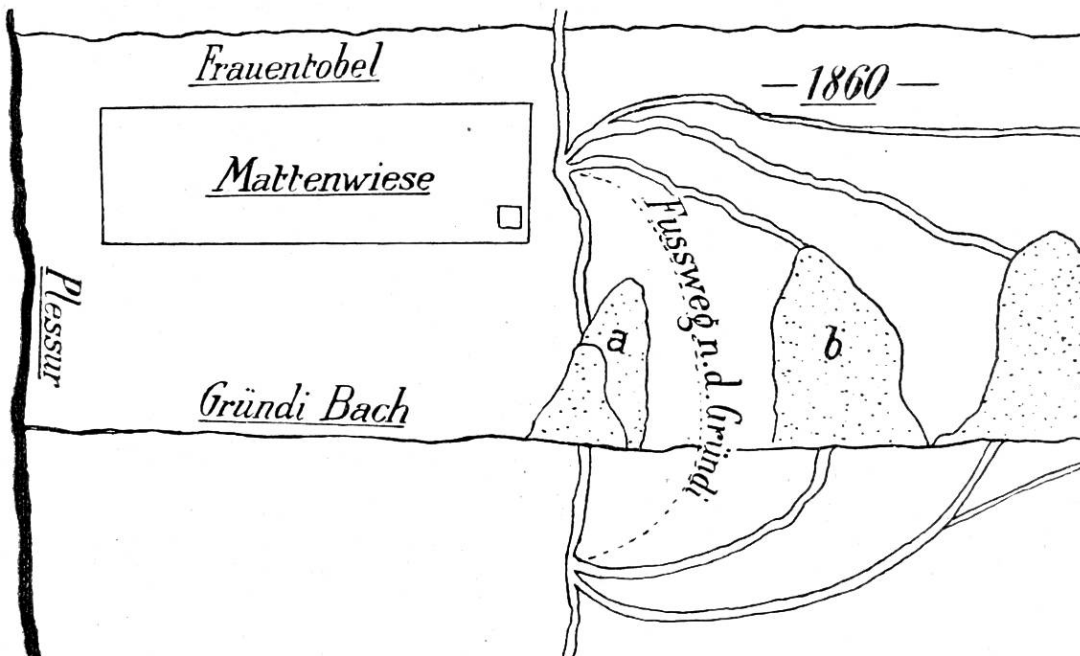 Frauentobel
— 1860 —
Mattenwiese
Plessur
Fussweg n. d. Gründi
a
b
Gründi Bach